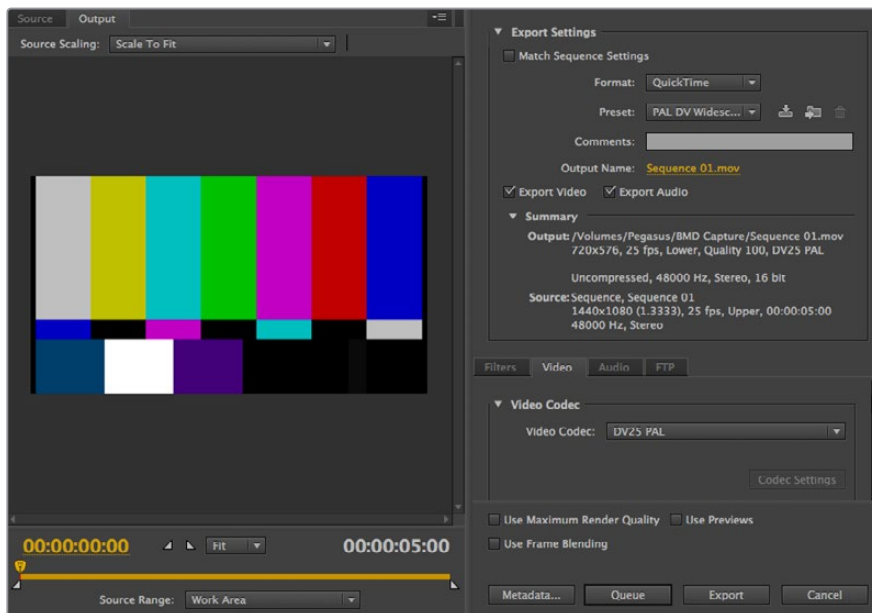 Source Output
Source Scaling: Scale To Fit
00:00:00:00 Fit 00:00:05:00
Source Range: Work Area
Export Settings
Match Sequence Settings
Format: QuickTime
Preset: PAL DV Widesc...
Comments:
Output Name: Sequence 01.mov
Export Video Export Audio
Summary
Output: /Volumes/Pegasus/BMD Capture/Sequence 01.mov
720x576, 25 fps, Lower, Quality 100, DV25 PAL
Uncompressed, 48000 Hz, Stereo, 16 bit
Source: Sequence, Sequence 01
1440x1080 (1.3333), 25 fps, Upper, 00:00:05:00
48000 Hz, Stereo
Filters Video Audio FTP
Video Codec
Video Codec: DV25 PAL
Codec Settings
Use Maximum Render Quality Use Previews
Use Frame Blending
Metadata... Queue Export Cancel